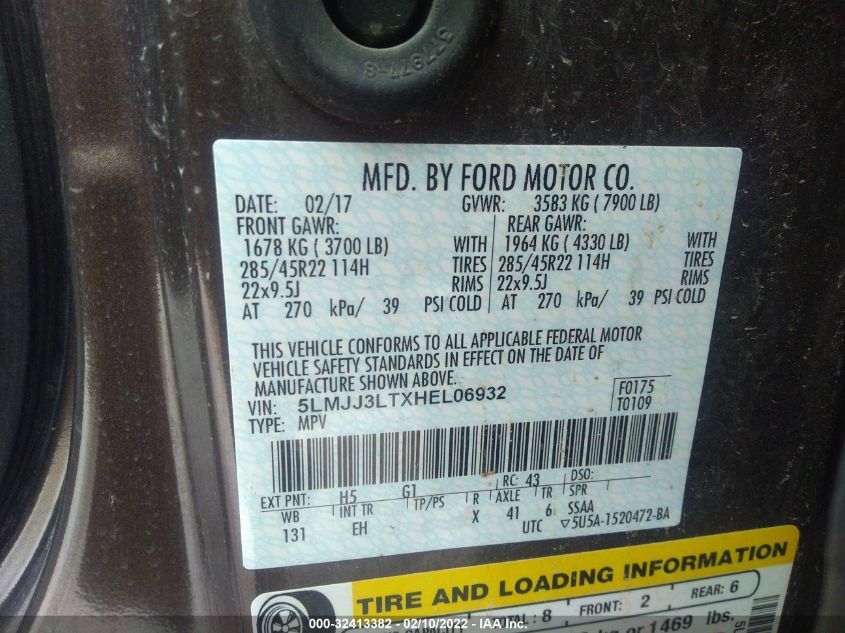 377977-S
MFD. BY FORD MOTOR CO.
DATE: 02/17 GVWR: 3583 KG ( 7900 LB)
FRONT GAWR: REAR GAWR:
1678 KG ( 3700 LB) WITH 1964 KG ( 4330 LB) WITH
285/45R22 114H TIRES 285/45R22 114H TIRES
22x9.5J RIMS 22x9.5J RIMS
AT 270 kPa/ 39 PSI COLD AT 270 kPa/ 39 PSI COLD
THIS VEHICLE CONFORMS TO ALL APPLICABLE FEDERAL MOTOR
VEHICLE SAFETY STANDARDS IN EFFECT ON THE DATE OF
MANUFACTURE SHOWN ABOVE.
VIN: 5LMJJ3LTXHEL06932 F0175
TYPE: MPV T0109
EXT PNT: H5 G1 RC: 43 DSO:
WB INT TR TP/PS R AXLE TR SPR
131 EH X 41 6 SSAA
UTC ▽5U5A-1520472-BA
TIRE AND LOADING INFORMATION
: 8 FRONT: 2 REAR: 6
kg or 1469 lbs.
000-32413382 - 02/10/2022 - IAA Inc.